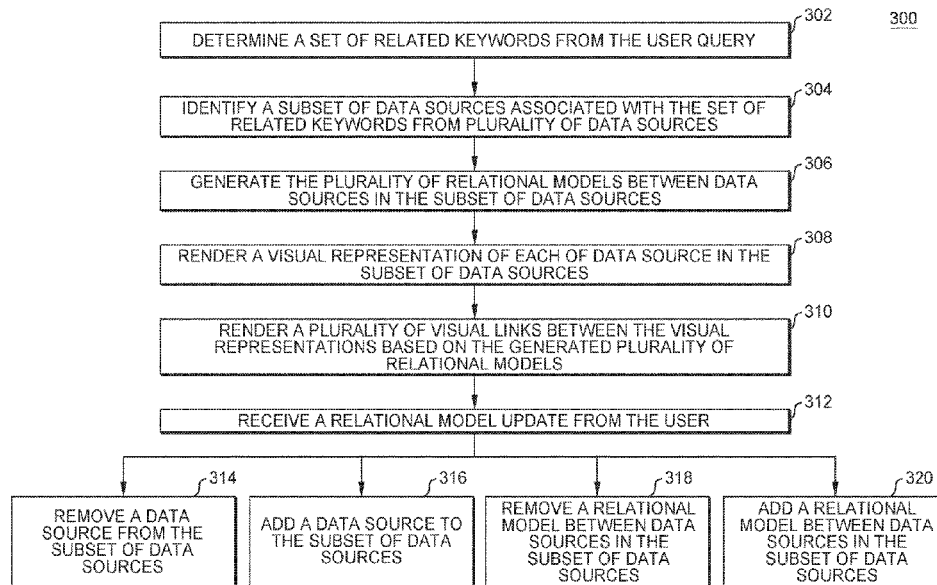 302
300
DETERMINE A SET OF RELATED KEYWORDS FROM THE USER QUERY
304
IDENTIFY A SUBSET OF DATA SOURCES ASSOCIATED WITH THE SET OF
RELATED KEYWORDS FROM PLURALITY OF DATA SOURCES
306
GENERATE THE PLURALITY OF RELATIONAL MODELS BETWEEN DATA
SOURCES IN THE SUBSET OF DATA SOURCES
308
RENDER A VISUAL REPRESENTATION OF EACH OF DATA SOURCE IN THE
SUBSET OF DATA SOURCES
310
RENDER A PLURALITY OF VISUAL LINKS BETWEEN THE VISUAL
REPRESENTATIONS BASED ON THE GENERATED PLURALITY OF
RELATIONAL MODELS
312
RECEIVE A RELATIONAL MODEL UPDATE FROM THE USER
314
REMOVE A DATA
SOURCE FROM THE
SUBSET OF DATA
SOURCES
316
ADD A DATA SOURCE TO
THE SUBSET OF DATA
SOURCES
318
REMOVE A RELATIONAL
MODEL BETWEEN DATA
SOURCES IN THE
SUBSET OF DATA
SOURCES
320
ADD A RELATIONAL
MODEL BETWEEN DATA
SOURCES IN THE
SUBSET OF DATA
SOURCES